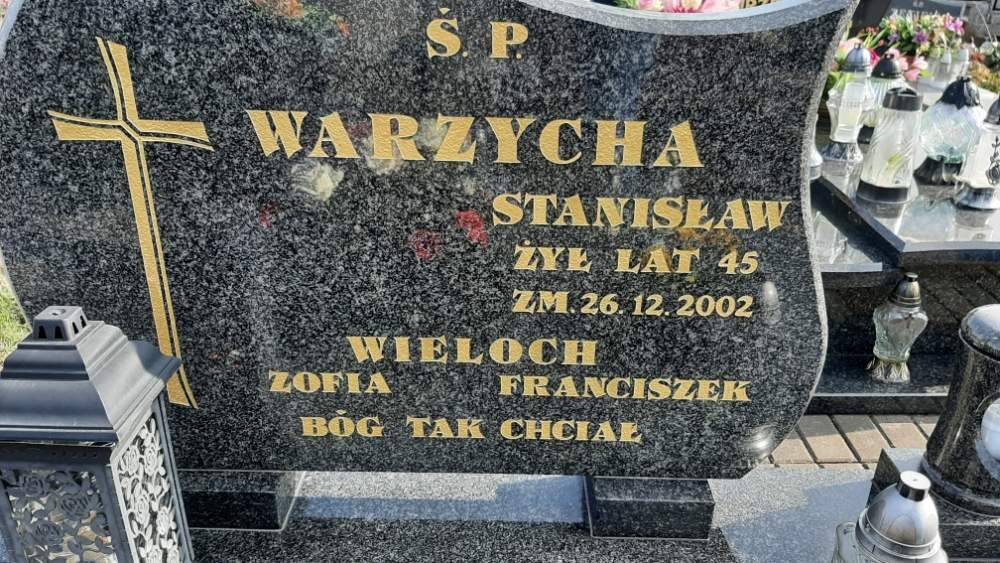 Ś. P.
WARZYCHA
STANISŁAW
ŻYŁ LAT 45
ZM. 26. 12. 2002
WIELOCH
ZOFIA FRANCISZEK
BÓG TAK CHCIAŁ